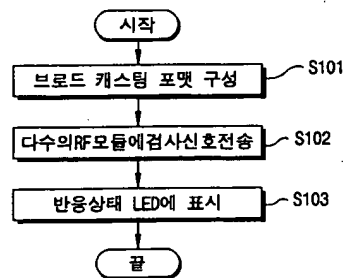 시작
브로드 캐스팅 포맷 구성
S101
다수의RF모듈에검사신호전송
S102
반응상태 LED에 표시
S103
끝